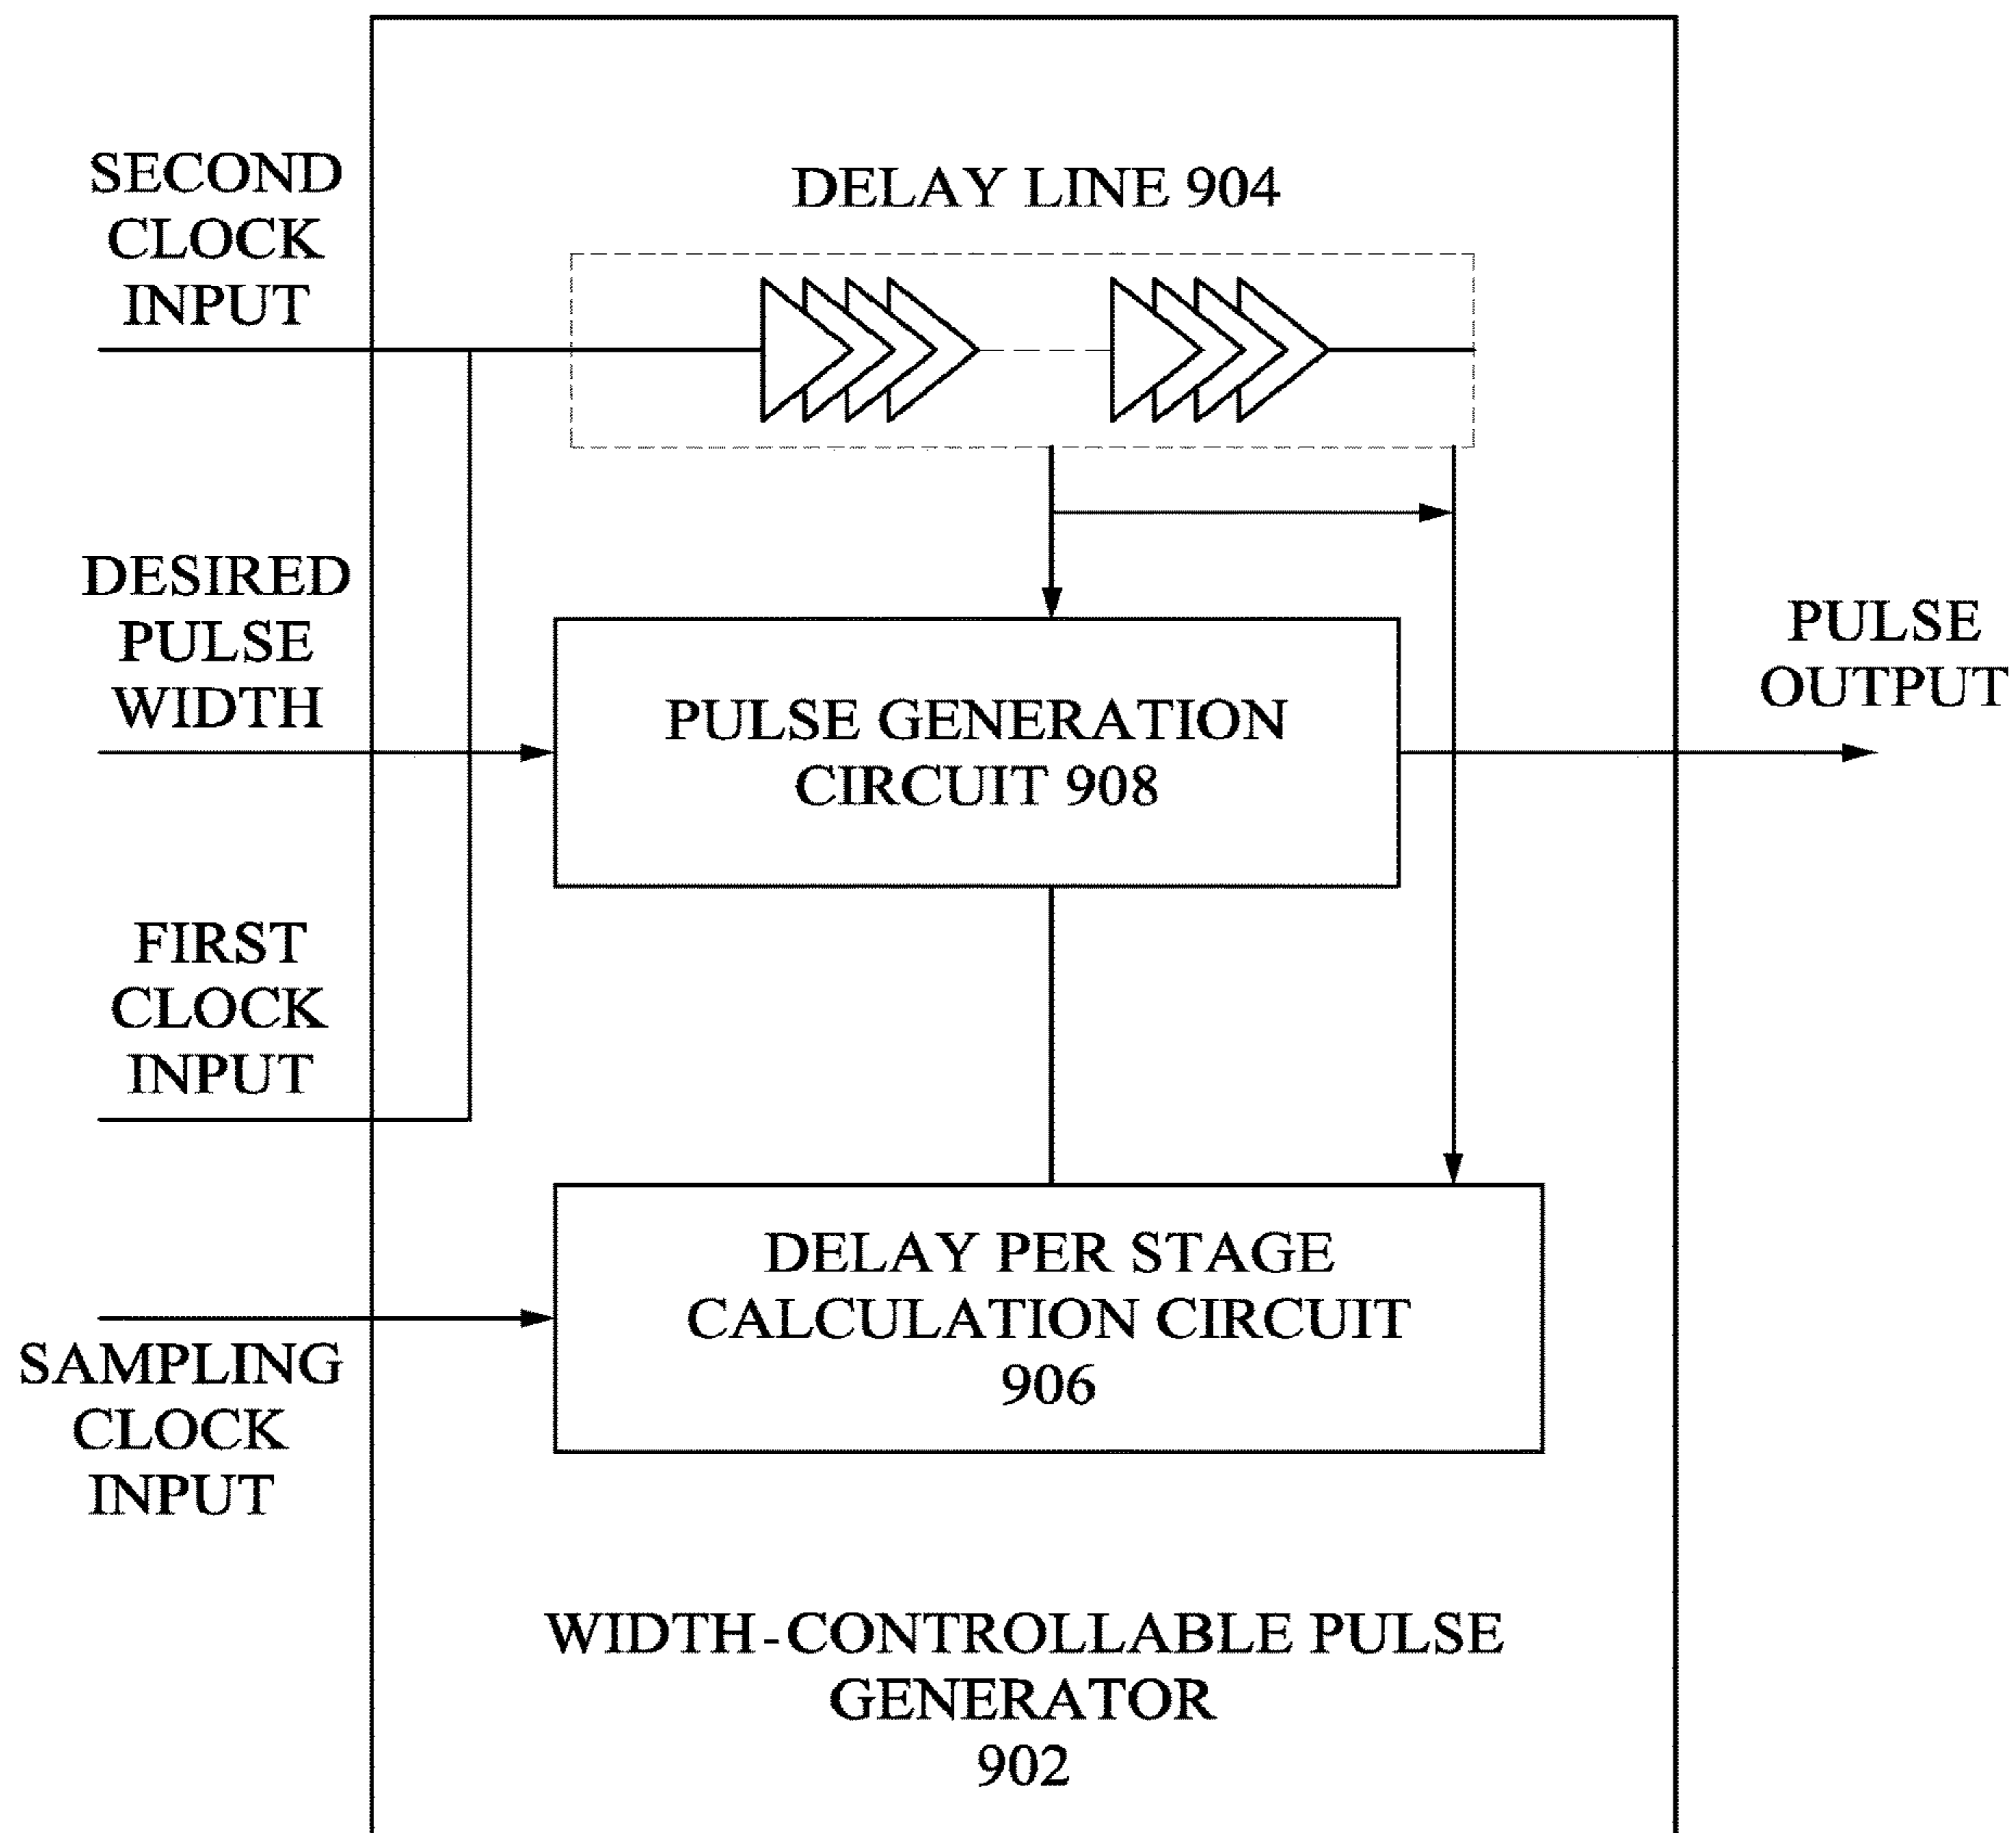 SECOND
CLOCK
INPUT
DELAY LINE 904
DESIRED
PULSE
WIDTH
PULSE GENERATION
CIRCUIT 908
PULSE
OUTPUT
FIRST
CLOCK
INPUT
DELAY PER STAGE
CALCULATION CIRCUIT
906
SAMPLING
CLOCK
INPUT
WIDTH-CONTROLLABLE PULSE
GENERATOR
902